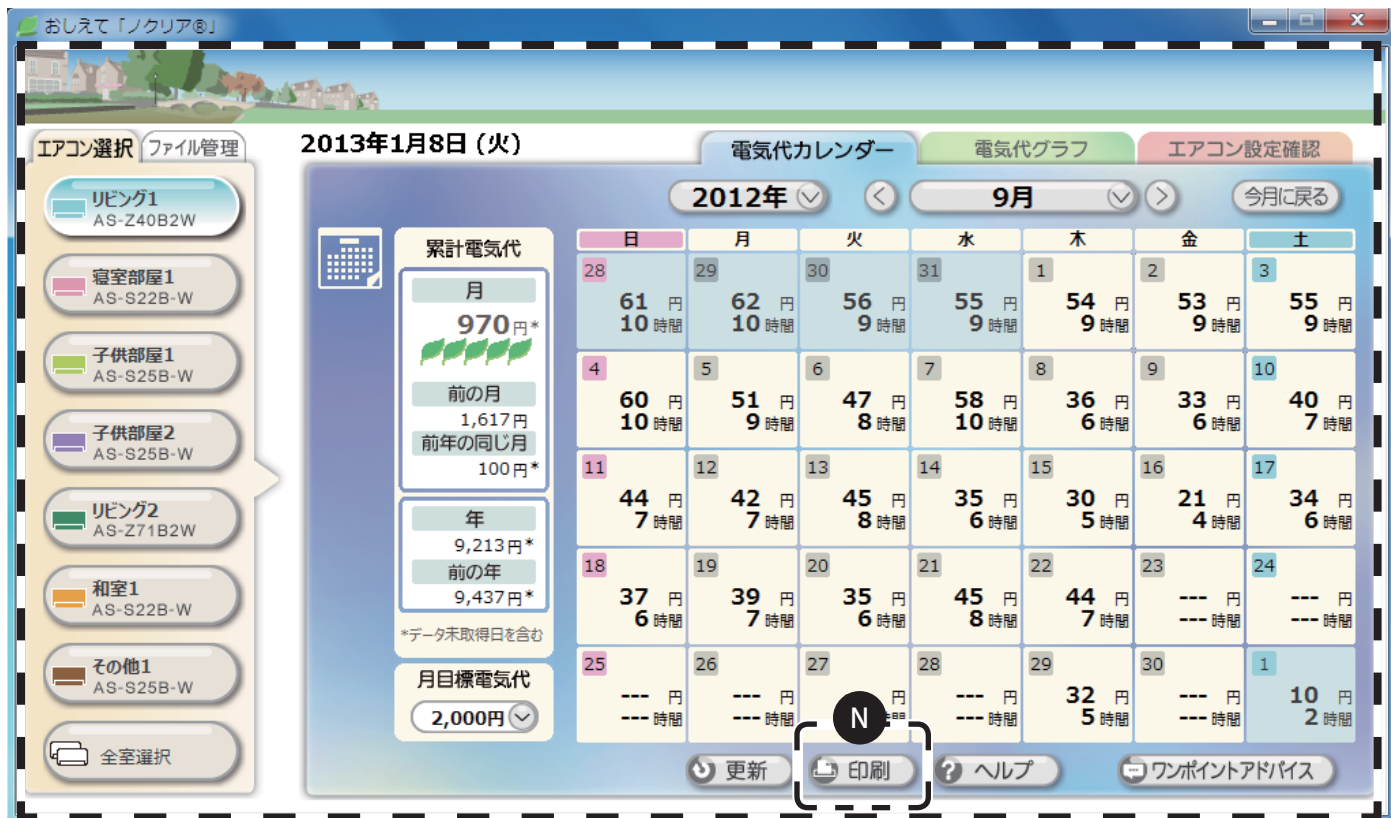 おしえて「ノクリア®」
エアコン選択 ファイル管理
2013年1月8日 (火)
電気代カレンダー 電気代グラフ エアコン設定確認
リビング1
AS-Z40B2W
寝室部屋1
AS-S22B-W
子供部屋1
AS-S25B-W
子供部屋2
AS-S25B-W
リビング2
AS-Z71B2W
和室1
AS-S22B-W
その他1
AS-S25B-W
全室選択
2012年 9月 今月に戻る
累計電気代
月
970円*
前の月
1,617円
前年の同じ月
100円*
年
9,213円*
前の年
9,437円*
*データ未取得日を含む
月目標電気代
2,000円
日 月 火 水 木 金 土
28 29 30 31 1 2 3
61 円 62 円 56 円 55 円 54 円 53 円 55 円
10 時間 10 時間 9 時間 9 時間 9 時間 9 時間 9 時間
4 5 6 7 8 9 10
60 円 51 円 47 円 58 円 36 円 33 円 40 円
10 時間 9 時間 8 時間 10 時間 6 時間 6 時間 7 時間
11 12 13 14 15 16 17
44 円 42 円 45 円 35 円 30 円 21 円 34 円
7 時間 7 時間 8 時間 6 時間 5 時間 4 時間 6 時間
18 19 20 21 22 23 24
37 円 39 円 35 円 45 円 44 円 --- 円 --- 円
6 時間 7 時間 6 時間 8 時間 7 時間 --- 時間 --- 時間
25 26 27 28 29 30 1
--- 円 --- 円 円 --- 円 32 円 --- 円 10 円
--- 時間 --- 時間 --- 時間 5 時間 --- 時間 2 時間
N
更新 印刷 ヘルプ ワンポイントアドバイス